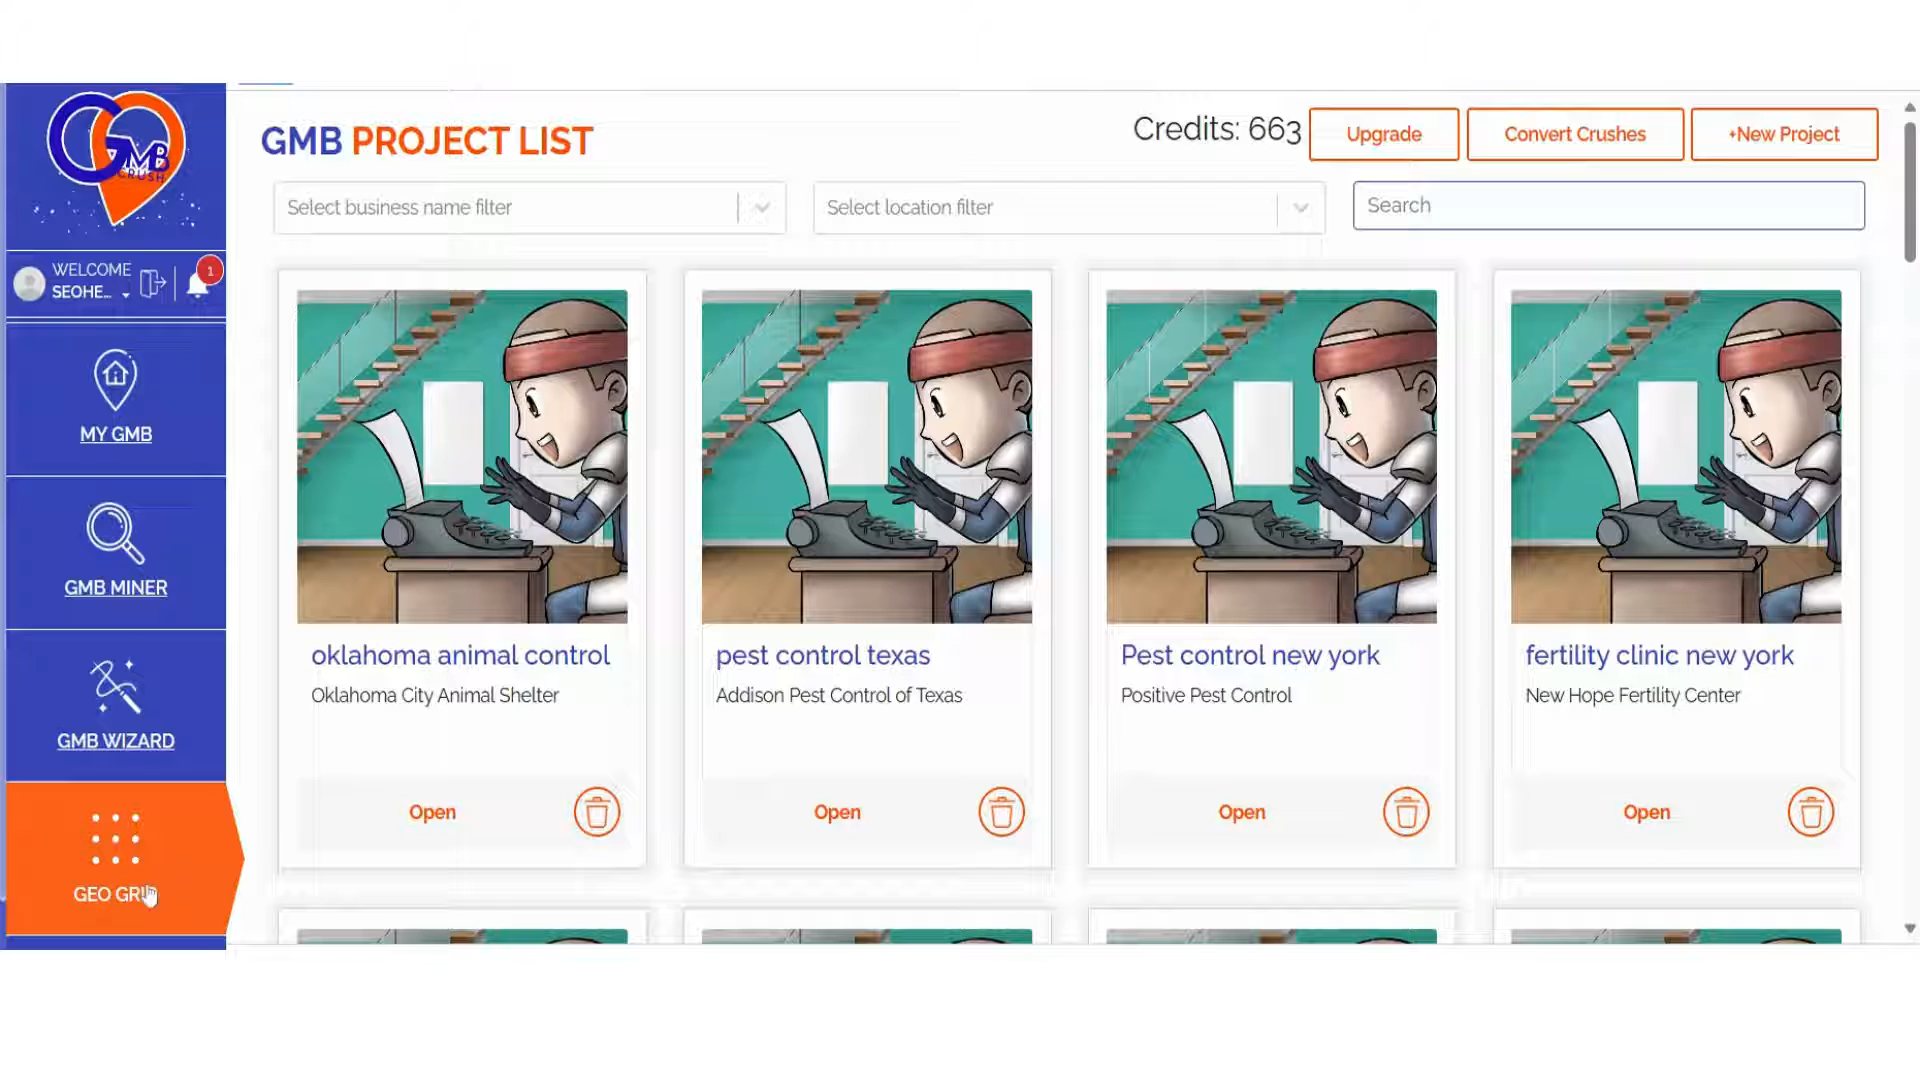 GMB
CRUSH
GMB PROJECT LIST
Credits: 663
Upgrade
Convert Crushes
+New Project
Select business name filter
Select location filter
Search
WELCOME
SEOHE...
1
MY GMB
GMB MINER
GMB WIZARD
oklahoma animal control
Oklahoma City Animal Shelter
Open
pest control texas
Addison Pest Control of Texas
Open
Pest control new york
Positive Pest Control
Open
fertility clinic new york
New Hope Fertility Center
Open
GEO